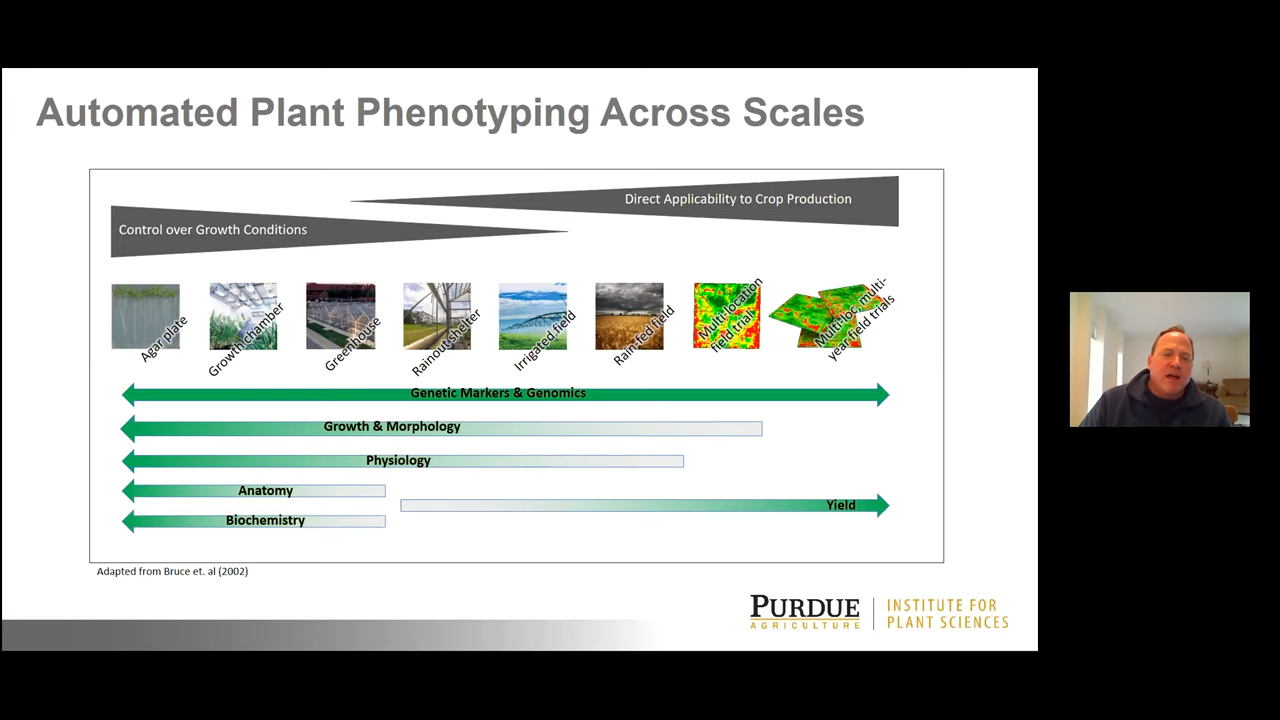 Automated Plant Phenotyping Across Scales
Direct Applicability to Crop Production
Control over Growth Conditions
Agar plate
Growth chamber
Greenhouse
Rainout shelter
Irrigated field
Rain-fed field
Multi-location
field trials
Multi-loc, multi-
year field trials
Genetic Markers & Genomics
Growth & Morphology
Physiology
Anatomy
Yield
Biochemistry
Adapted from Bruce et. al (2002)
PURDUE
AGRICULTURE
INSTITUTE FOR
PLANT SCIENCES